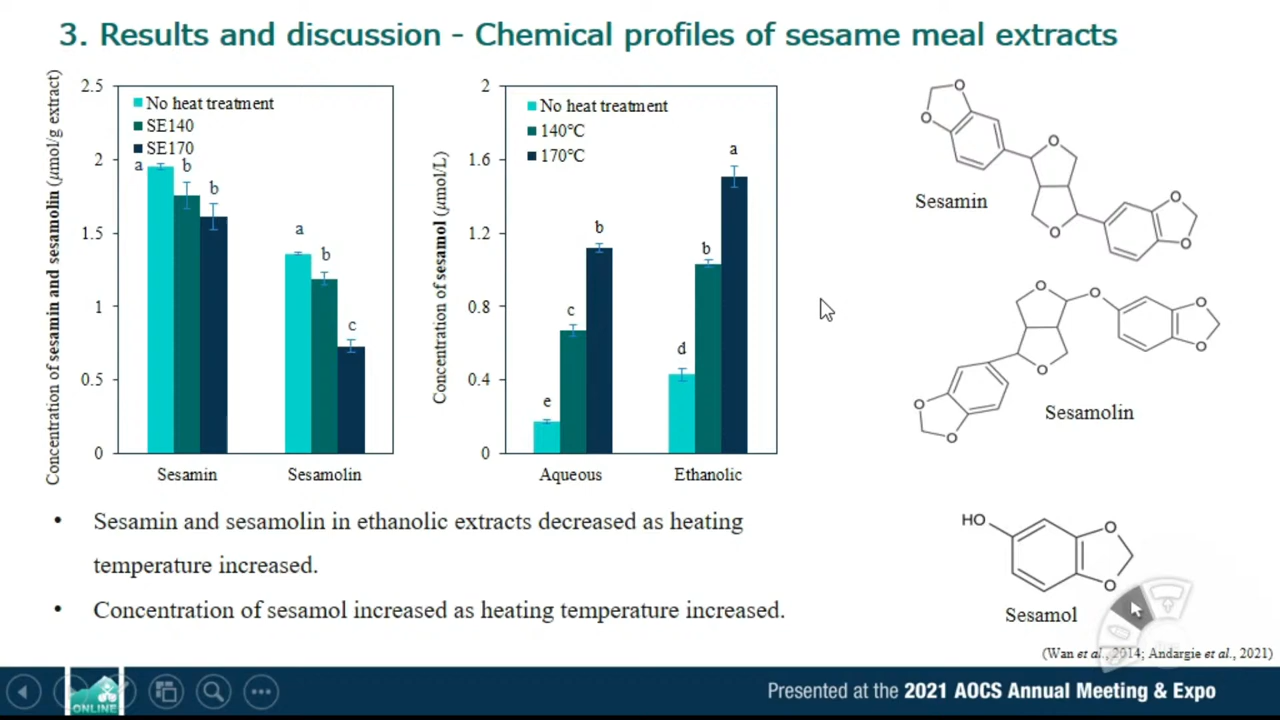 3. Results and discussion - Chemical profiles of sesame meal extracts
Concentration of sesamin and sesamolin (μmol/g extract)
2.5
2
1.5
1
0.5
0
No heat treatment
SE140
SE170
a
b
b
a
b
c
Sesamin
Sesamolin
Concentration of sesamol (μmol/L)
2
1.6
1.2
0.8
0.4
0
No heat treatment
140℃
170℃
e
c
b
d
b
a
Aqueous
Ethanolic
O
O
O
O
O
O
Sesamin
O
O
O
O
O
O
O
Sesamolin
HO
O
O
Sesamol
• Sesamin and sesamolin in ethanolic extracts decreased as heating
temperature increased.
• Concentration of sesamol increased as heating temperature increased.
(Wan et al., 2014; Andargie et al., 2021)
ONLINE
Presented at the 2021 AOCS Annual Meeting & Expo